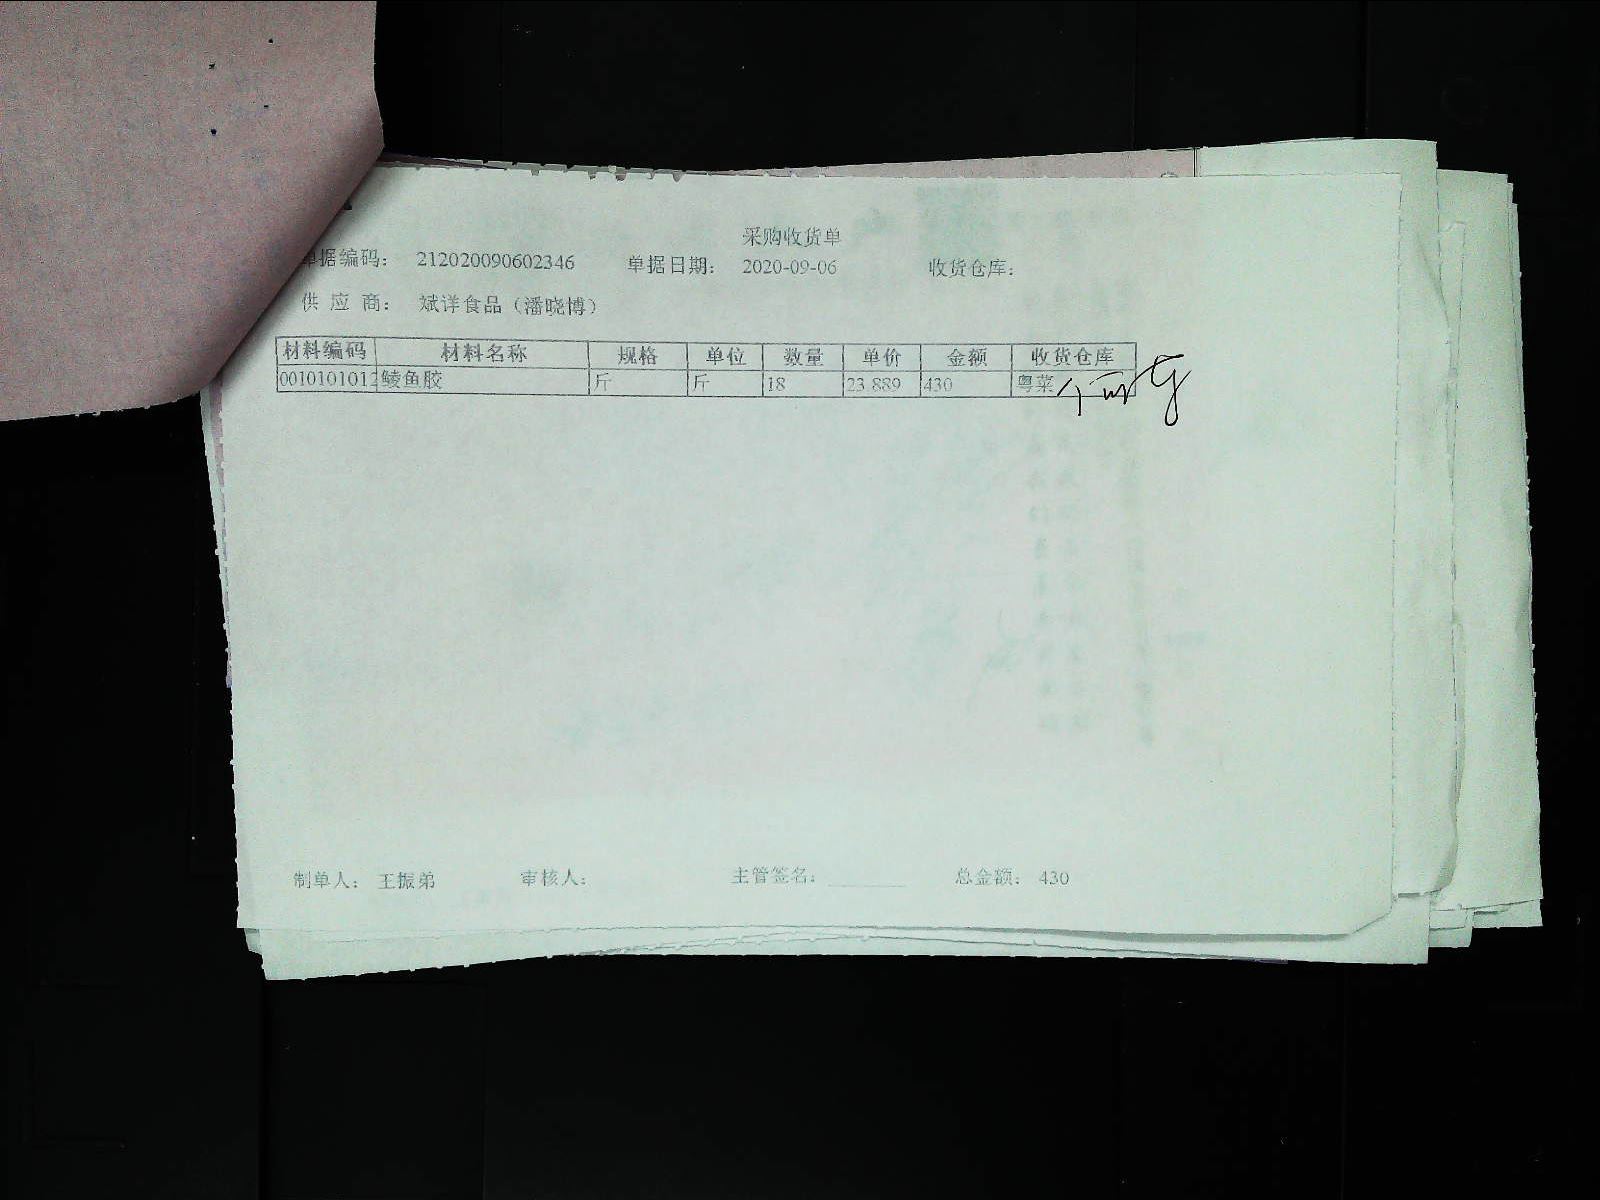 采购收货单
单据编码： 212020090602346 单据日期： 2020-09-06 收货仓库：
供 应 商： 斌详食品（潘晓博）
材料编码 材料名称 规格 单位 数量 单价 金额 收货仓库
0010101012 鲮鱼胶 斤 斤 18 23.889 430 粤菜
制单人： 王振弟 审核人： 主管签名： 总金额： 430